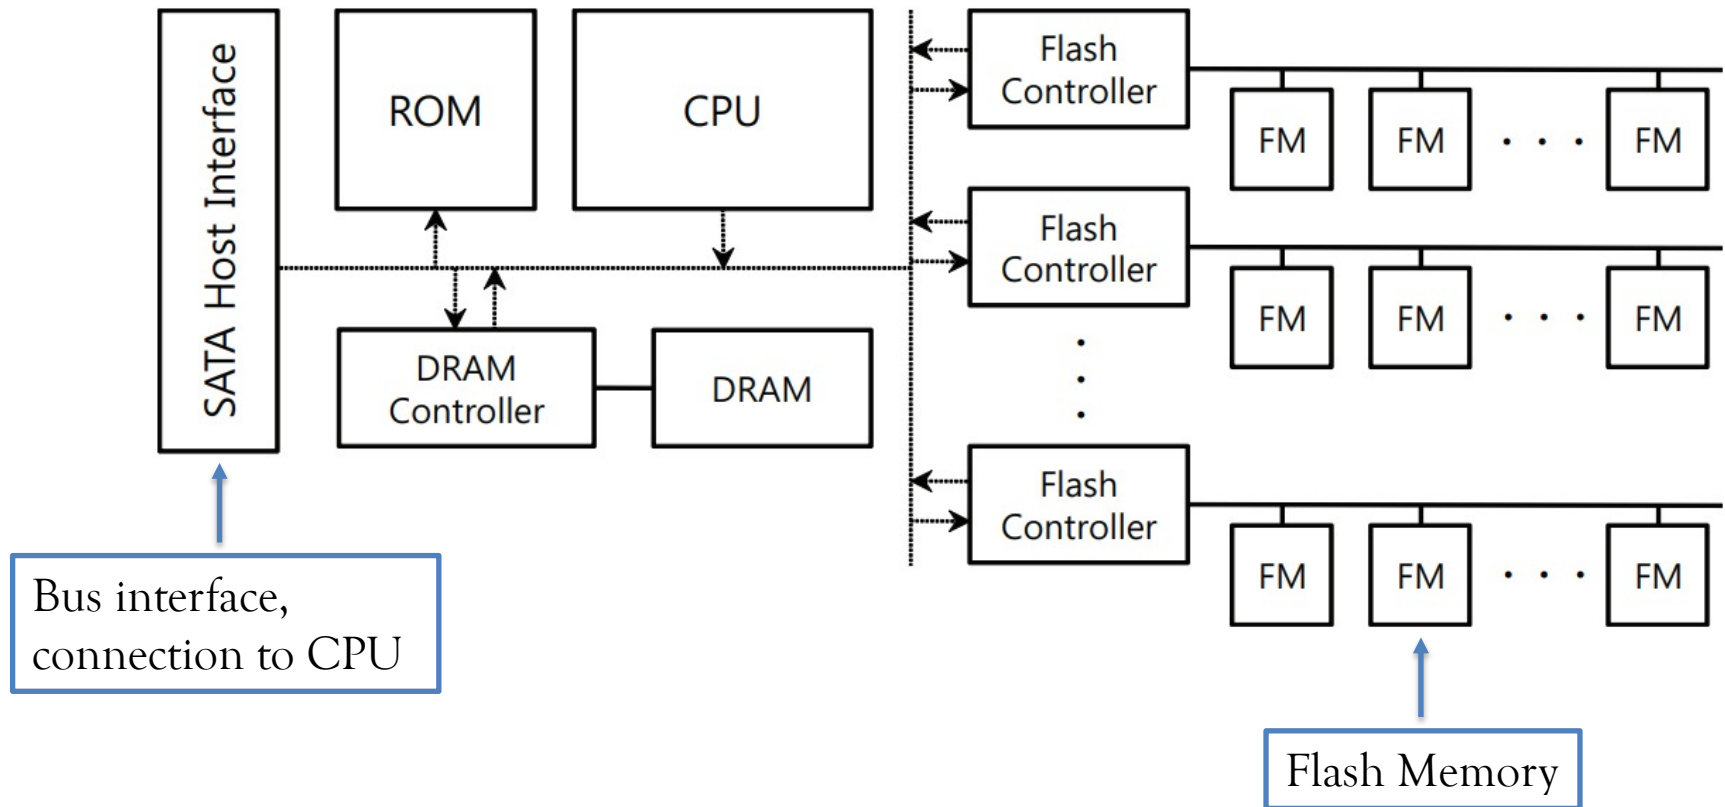 SATA Host Interface
ROM
CPU
DRAM
Controller
DRAM
Flash
Controller
FM
FM
. . .
FM
Flash
Controller
FM
FM
. . .
FM
Flash
Controller
FM
FM
. . .
FM
Bus interface,
connection to CPU
Flash Memory